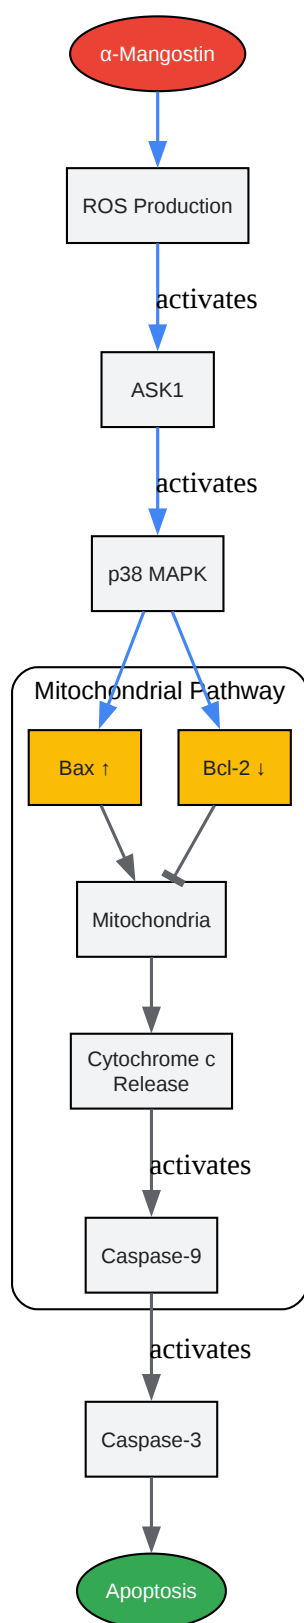 α-Mangostin
ROS Production
activates
ASK1
activates
p38 MAPK
Mitochondrial Pathway
Bax ↑
Bcl-2 ↓
Mitochondria
Cytochrome c
Release
activates
Caspase-9
activates
Caspase-3
Apoptosis